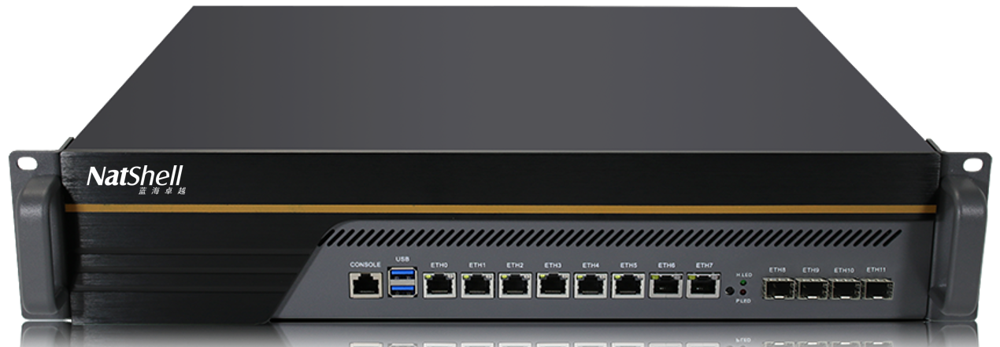 NatShell
蓝海卓越
CONSOLE
USB
ETH0
ETH1
ETH2
ETH3
ETH4
ETH5
ETH6
ETH7
H LED
P LED
ETH8
ETH9
ETH10
ETH11